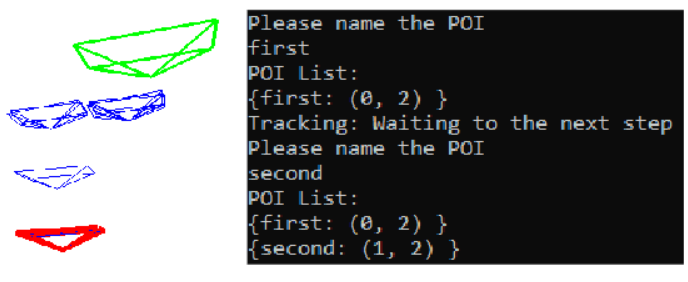 Please name the POI
first
POI List:
{first: (0, 2) }
Tracking: Waiting to the next step
Please name the POI
second
POI List:
{first: (0, 2) }
{second: (1, 2) }